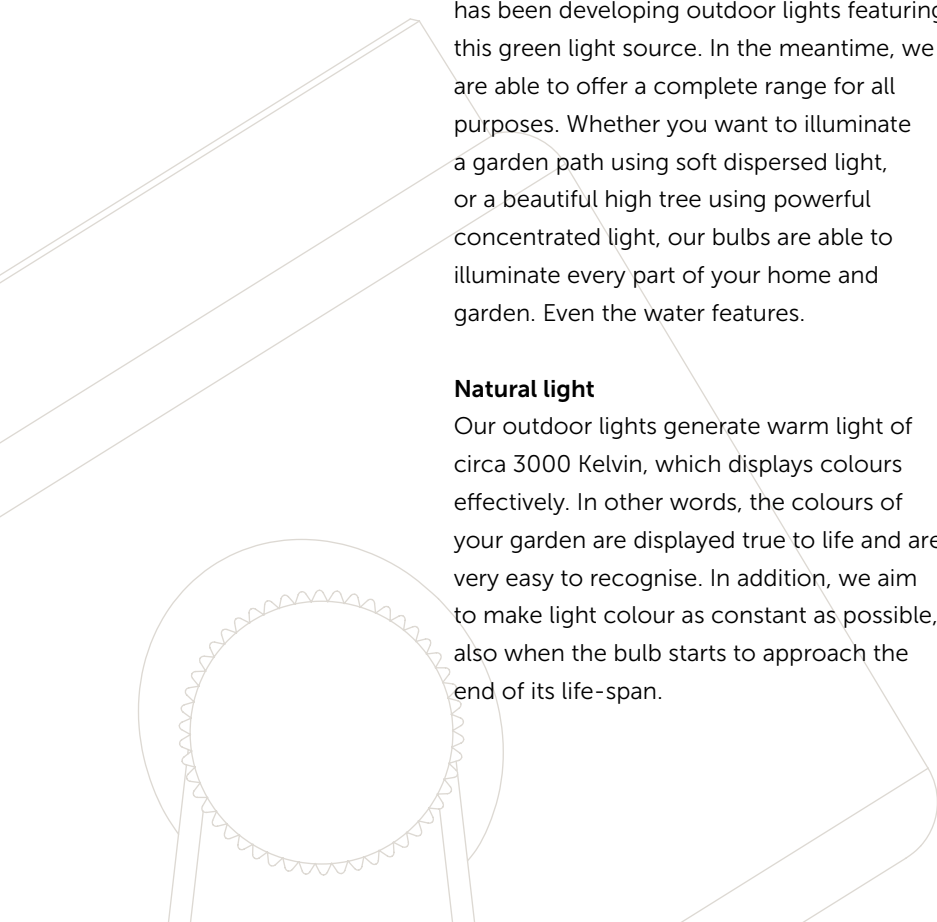 has been developing outdoor lights featuring
this green light source. In the meantime, we
are able to offer a complete range for all
purposes. Whether you want to illuminate
a garden path using soft dispersed light,
or a beautiful high tree using powerful
concentrated light, our bulbs are able to
illuminate every part of your home and
garden. Even the water features.
Natural light
Our outdoor lights generate warm light of
circa 3000 Kelvin, which displays colours
effectively. In other words, the colours of
your garden are displayed true to life and are
very easy to recognise. In addition, we aim
to make light colour as constant as possible,
also when the bulb starts to approach the
end of its life-span.